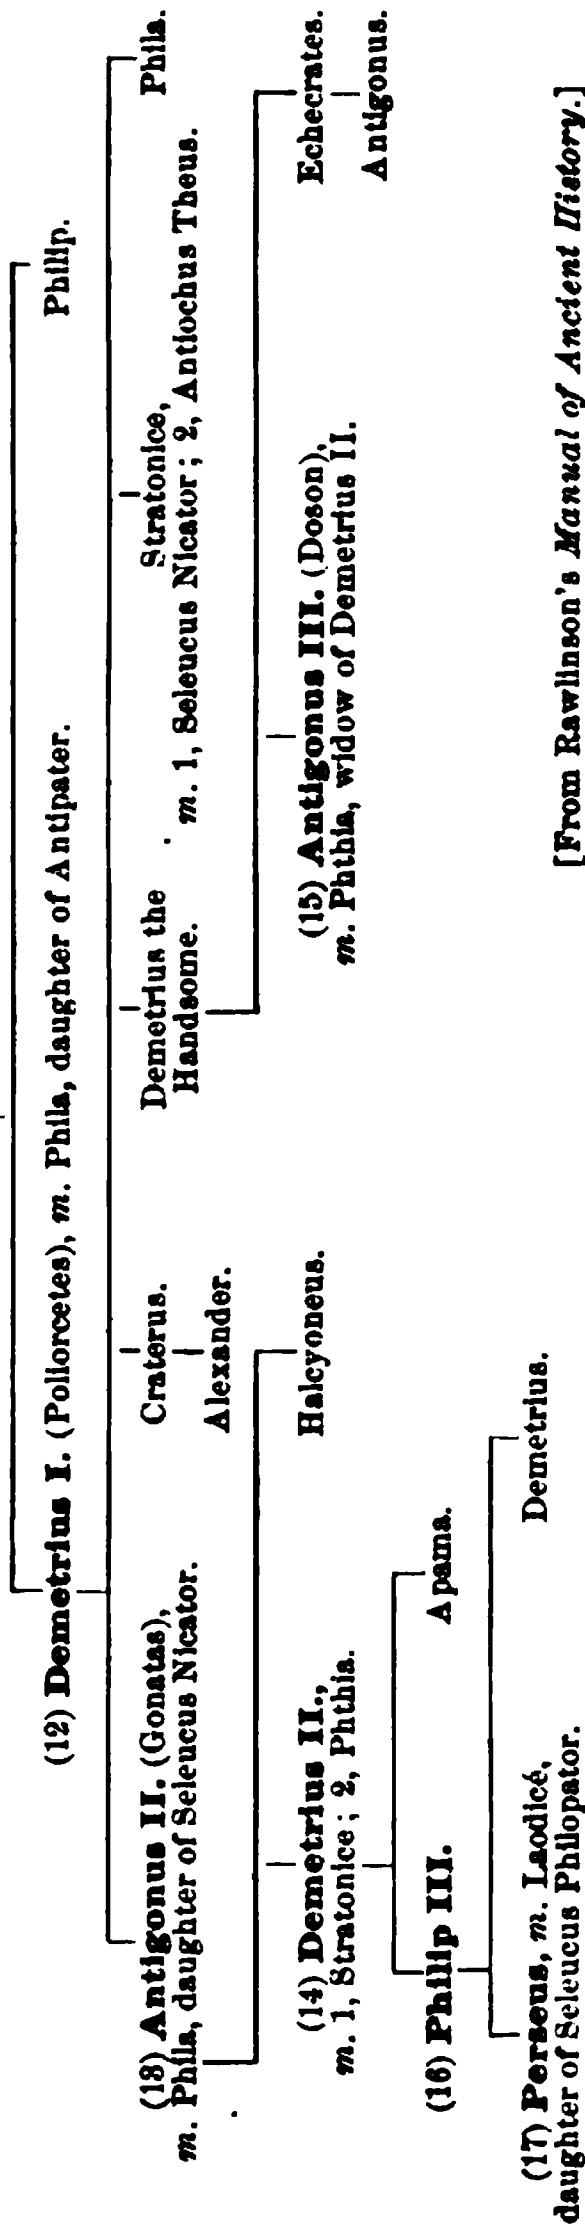 Philip.
(12) Demetrius I. (Poliorcetes), m. Phila, daughter of Antipater.
(13) Antigonus II. (Gonatas),
m. Phila, daughter of Seleucus Nicator.
Craterus.
Alexander.
Demetrius the
Handsome.
Stratonice,
m. 1, Seleucus Nicator; 2, Antiochus Theus.
Phila.
Halcyoneus.
(14) Demetrius II.,
m. 1, Stratonice; 2, Phthia.
(15) Antigonus III. (Doson),
m. Phthia, widow of Demetrius II.
Echecrates.
Antigonus.
(16) Philip III.
Apama.
(17) Perseus, m. Laodicé,
daughter of Seleucus Philopator.
Demetrius.
[From Rawlinson's Manual of Ancient History.]